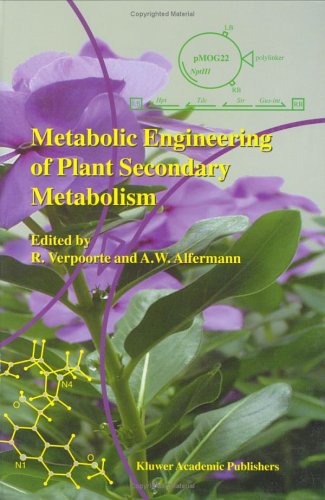 LB
pMOG22
polylinker
NptIII
RB
LB Hpt Tdc Str Gus-int RB
Metabolic Engineering
of Plant Secondary
Metabolism
Edited by
R. Verpoorte and A.W. Alfermann
N4
O
O
N1
Kluwer Academic Publishers
Copyrighted Material